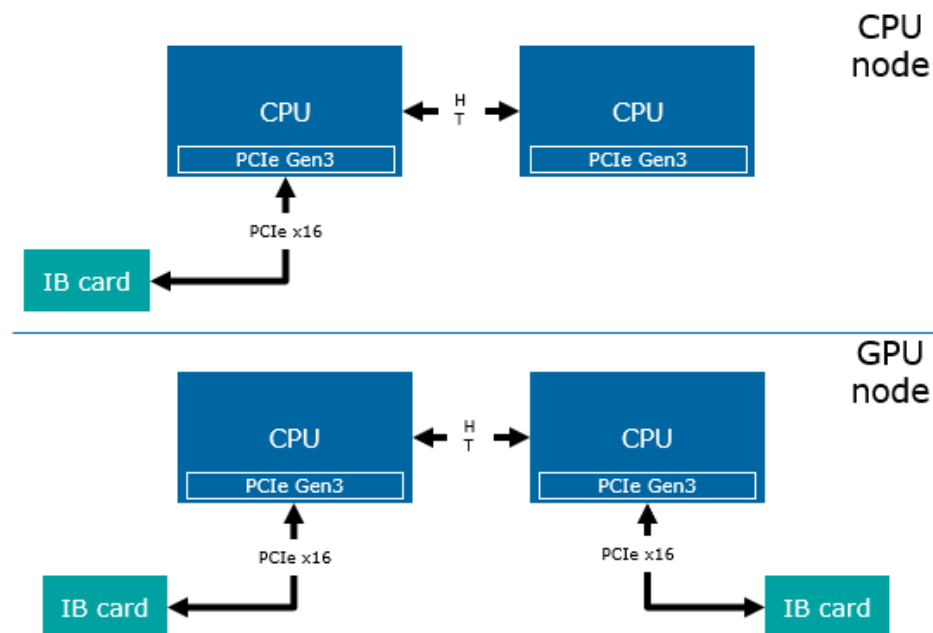 CPU
node
CPU
H
T
CPU
PCIe Gen3
PCIe Gen3
PCIe x16
IB card
GPU
node
CPU
H
T
CPU
PCIe Gen3
PCIe Gen3
PCIe x16
PCIe x16
IB card
IB card